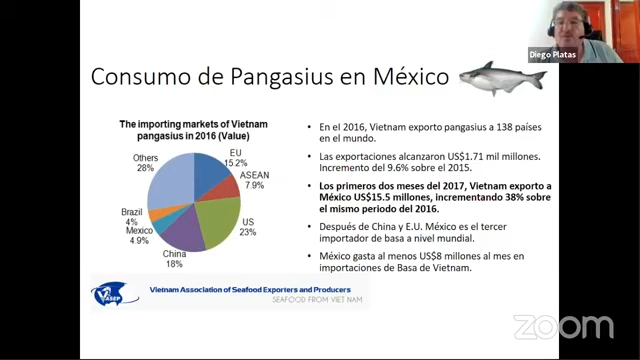 Diego Platas
Consumo de Pangasius en México
The importing markets of Vietnam
pangasius in 2016 (Value)
EU
15.2%
ASEAN
7.9%
US
23%
China
18%
Mexico
4.9%
Brazil
4%
Others
28%
• En el 2016, Vietnam exporto pangasius a 138 países
en el mundo.
• Las exportaciones alcanzaron US$1.71 mil millones.
Incremento del 9.6% sobre el 2015.
• Los primeros dos meses del 2017, Vietnam exporto a
México US$15.5 millones, incrementando 38% sobre
el mismo periodo del 2016.
• Después de China y E.U. México es el tercer
importador de basa a nivel mundial.
• México gasta al menos US$8 millones al mes en
importaciones de Basa de Vietnam.
VASEP
Vietnam Association of Seafood Exporters and Producers
SEAFOOD FROM VIET NAM
zoom